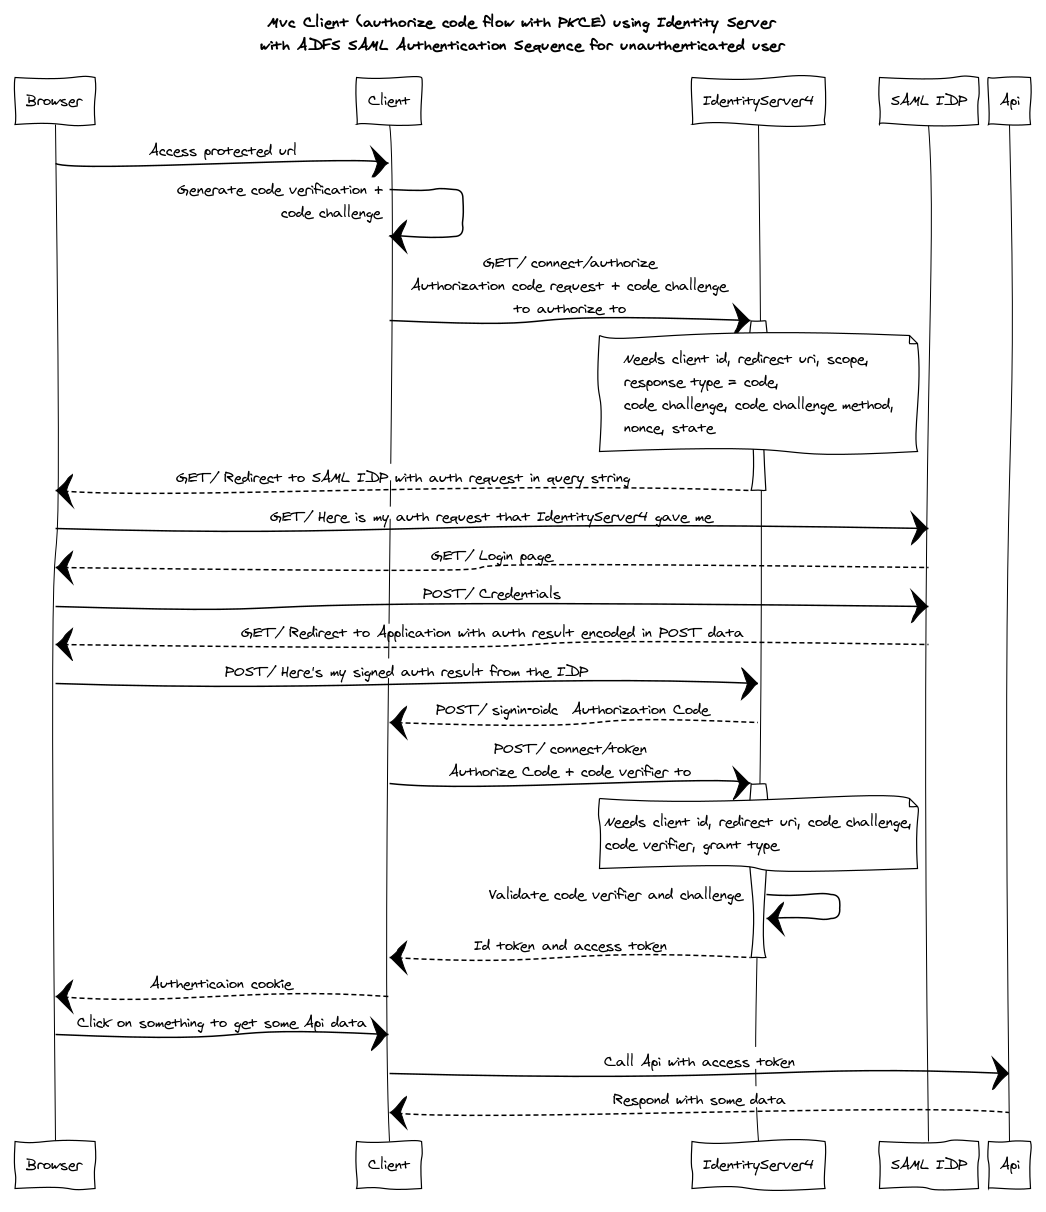 Mvc Client (authorize code flow with PKCE) using Identity Server
with ADFS SAML Authentication Sequence for unauthenticated user
Browser
Client
IdentityServer4
SAML IDP
Api
Access protected url
Generate code verification +
code challenge
GET/ connect/authorize
Authorization code request + code challenge
to authorize to
Needs client id, redirect uri, scope,
response type = code,
code challenge, code challenge method,
nonce, state
GET/ Redirect to SAML IDP with auth request in query string
GET/ Here is my auth request that IdentityServer4 gave me
GET/ Login page
POST/ Credentials
GET/ Redirect to Application with auth result encoded in POST data
POST/ Here's my signed auth result from the IDP
POST/ signin-oidc  Authorization Code
POST/ connect/token
Authorize Code + code verifier to
Needs client id, redirect uri, code challenge,
code verifier, grant type
Validate code verifier and challenge
Id token and access token
Authenticaion cookie
Click on something to get some Api data
Call Api with access token
Respond with some data
Browser
Client
IdentityServer4
SAML IDP
Api